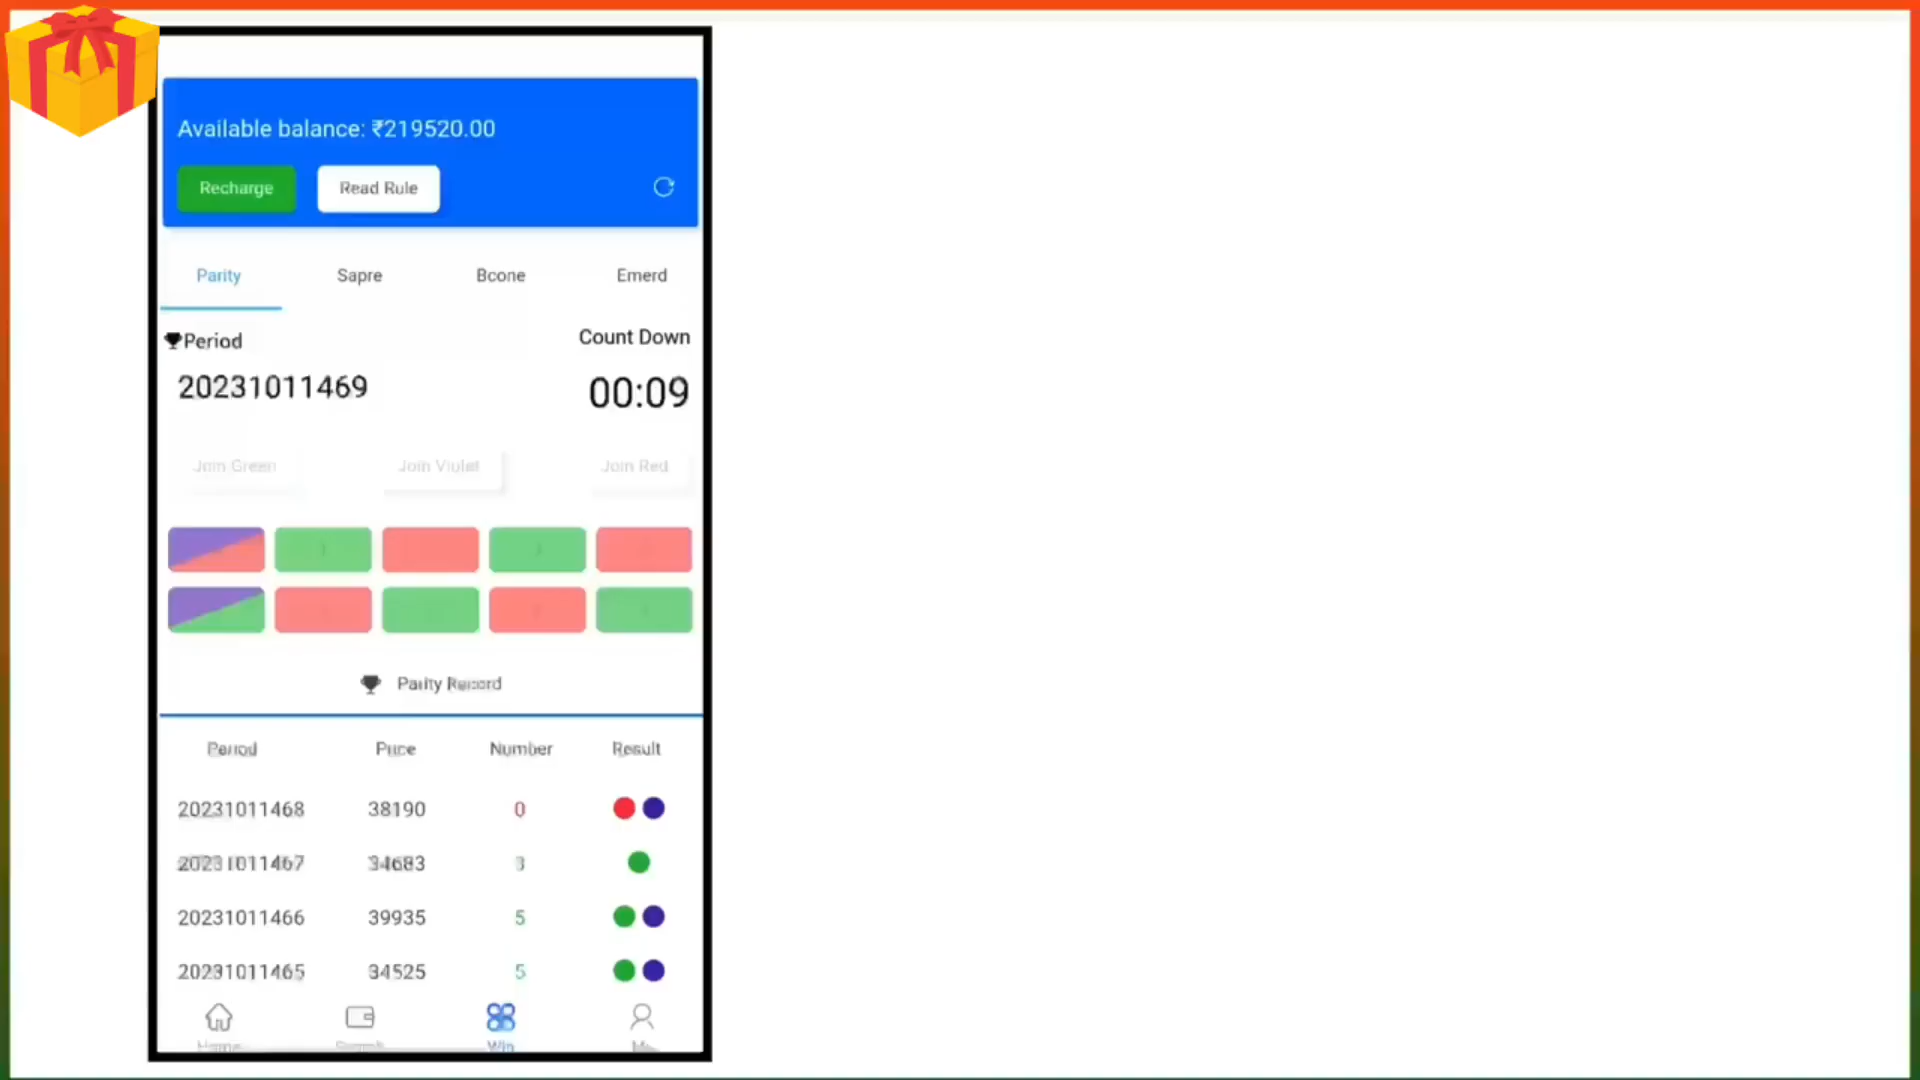 Available balance: ₹219520.00
Recharge Read Rule
Parity Sapre Bcone Emerd
Period Count Down
20231011469 00:09
Join Green Join Violet Join Red
Parity Record
Period Price Number Result
20231011468 38190 0
20231011467 34683 3
20231011466 39935 5
20231011465 34525 5
Home Win